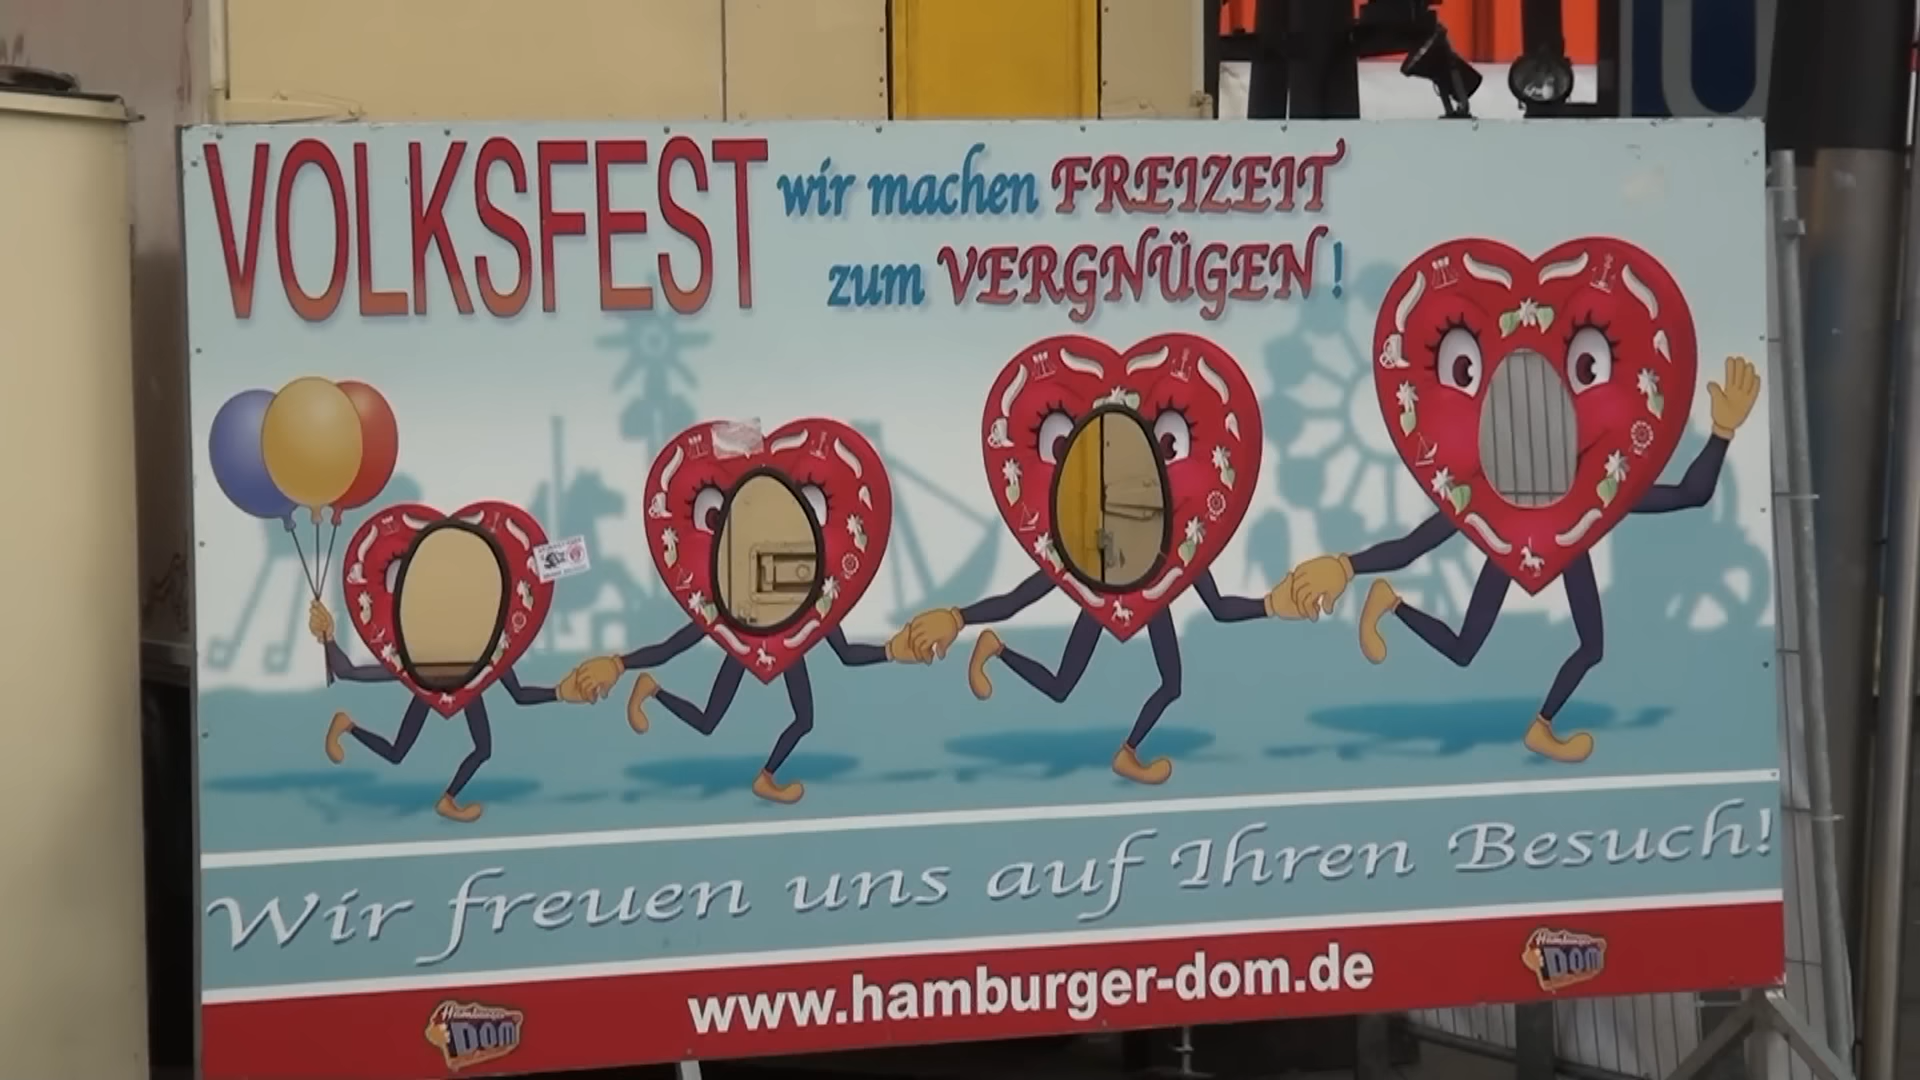 VOLKSFEST wir machen FREIZEIT
zum VERGNÜGEN!
Wir freuen uns auf Ihren Besuch!
www.hamburger-dom.de
Hamburger
DOM
Hamburger
DOM